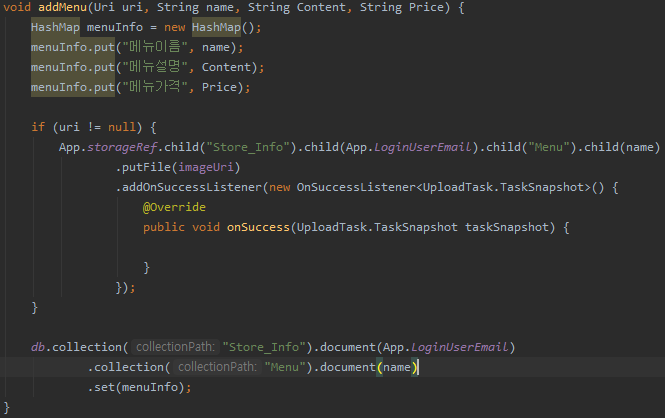 void addMenu(Uri uri, String name, String Content, String Price) {
HashMap menuInfo = new HashMap();
menuInfo.put("메뉴이름", name);
menuInfo.put("메뉴설명", Content);
menuInfo.put("메뉴가격", Price);
if (uri != null) {
App.storageRef.child("Store_Info").child(App.LoginUserEmail).child("Menu").child(name)
.putFile(imageUri)
.addOnSuccessListener(new OnSuccessListener<UploadTask.TaskSnapshot>() {
@Override
public void onSuccess(UploadTask.TaskSnapshot taskSnapshot) {
}
});
}
db.collection( collectionPath: "Store_Info").document(App.LoginUserEmail)
.collection( collectionPath: "Menu").document(name)
.set(menuInfo);
}